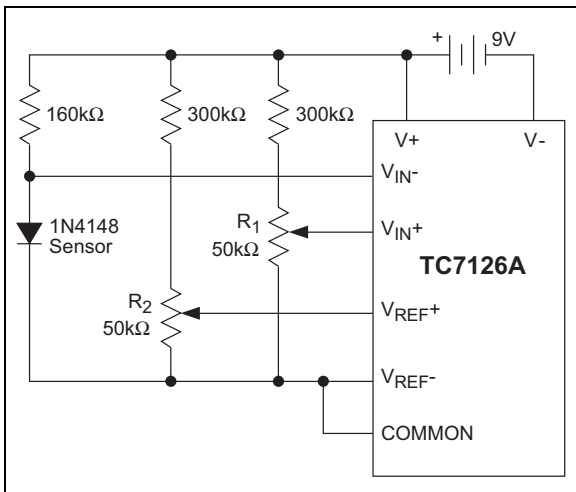 + 9V
160kΩ 300kΩ 300kΩ
V+ V-
VIN-
1N4148
Sensor
R1
50kΩ
VIN+
TC7126A
R2
50kΩ
VREF+
VREF-
COMMON